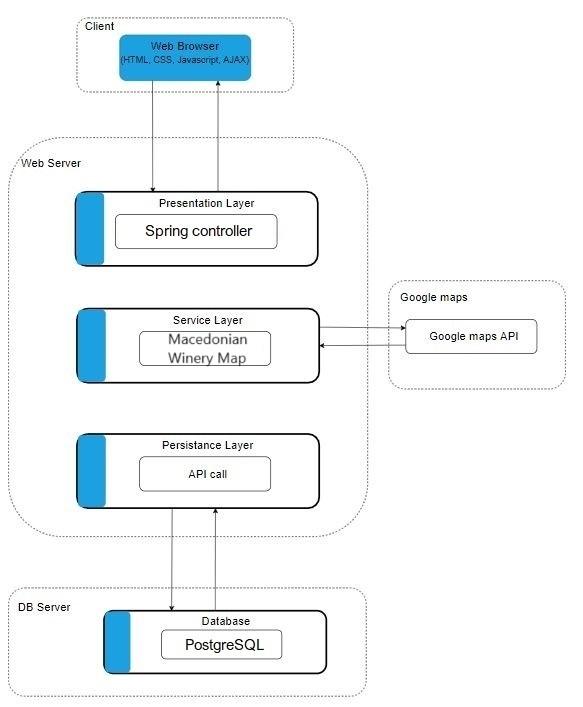 Client
Web Browser
(HTML, CSS, Javascript, AJAX)
Web Server
Presentation Layer
Spring controller
Service Layer
Macedonian
Winery Map
Google maps
Google maps API
Persistance Layer
API call
DB Server
Database
PostgreSQL